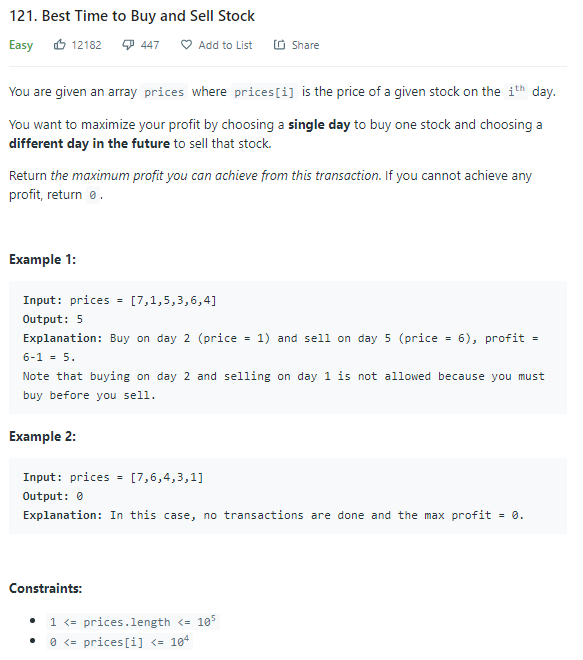 121. Best Time to Buy and Sell Stock
Easy 12182 447 Add to List Share
You are given an array prices where prices[i] is the price of a given stock on the ith day.
You want to maximize your profit by choosing a single day to buy one stock and choosing a
different day in the future to sell that stock.
Return the maximum profit you can achieve from this transaction. If you cannot achieve any
profit, return 0.
Example 1:
Input: prices = [7,1,5,3,6,4]
Output: 5
Explanation: Buy on day 2 (price = 1) and sell on day 5 (price = 6), profit =
6-1 = 5.
Note that buying on day 2 and selling on day 1 is not allowed because you must
buy before you sell.
Example 2:
Input: prices = [7,6,4,3,1]
Output: 0
Explanation: In this case, no transactions are done and the max profit = 0.
Constraints:
• 1 <= prices.length <= 10⁵
• 0 <= prices[i] <= 10⁴